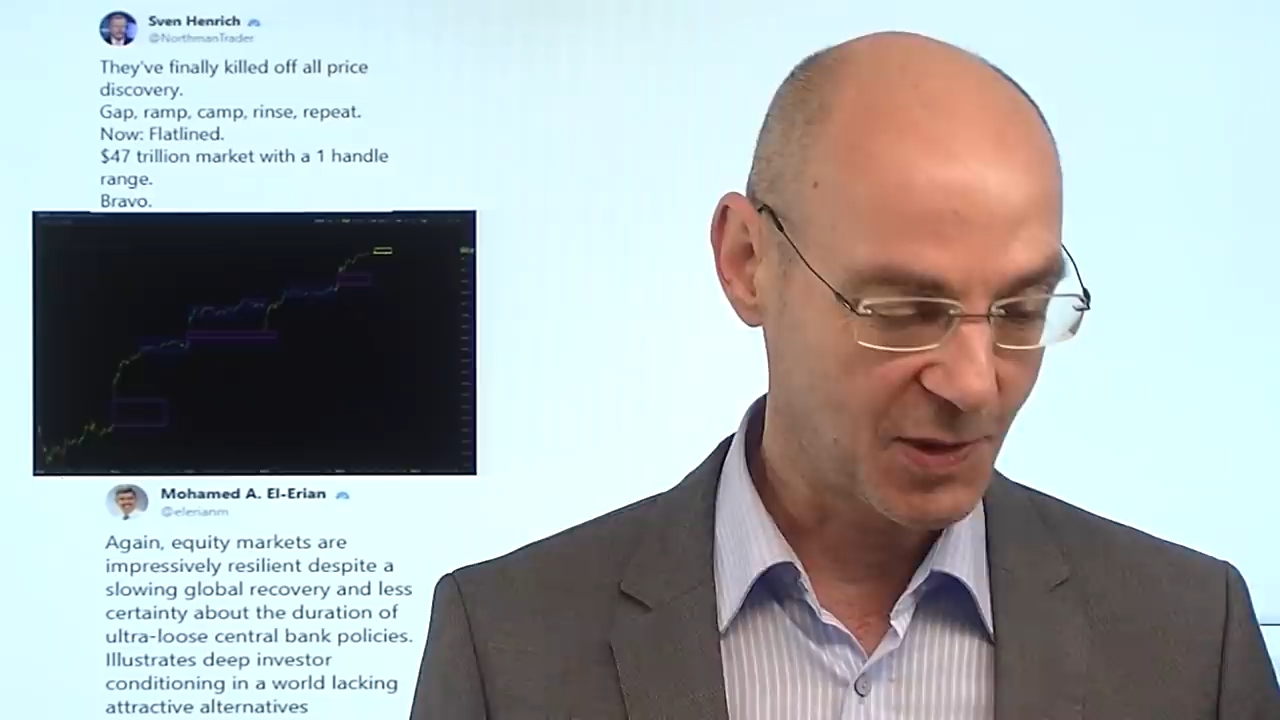 Sven Henrich
@NorthmanTrader
They've finally killed off all price
discovery.
Gap, ramp, camp, rinse, repeat.
Now: Flatlined.
$47 trillion market with a 1 handle
range.
Bravo.
Mohamed A. El-Erian
@elerianm
Again, equity markets are
impressively resilient despite a
slowing global recovery and less
certainty about the duration of
ultra-loose central bank policies.
Illustrates deep investor
conditioning in a world lacking
attractive alternatives